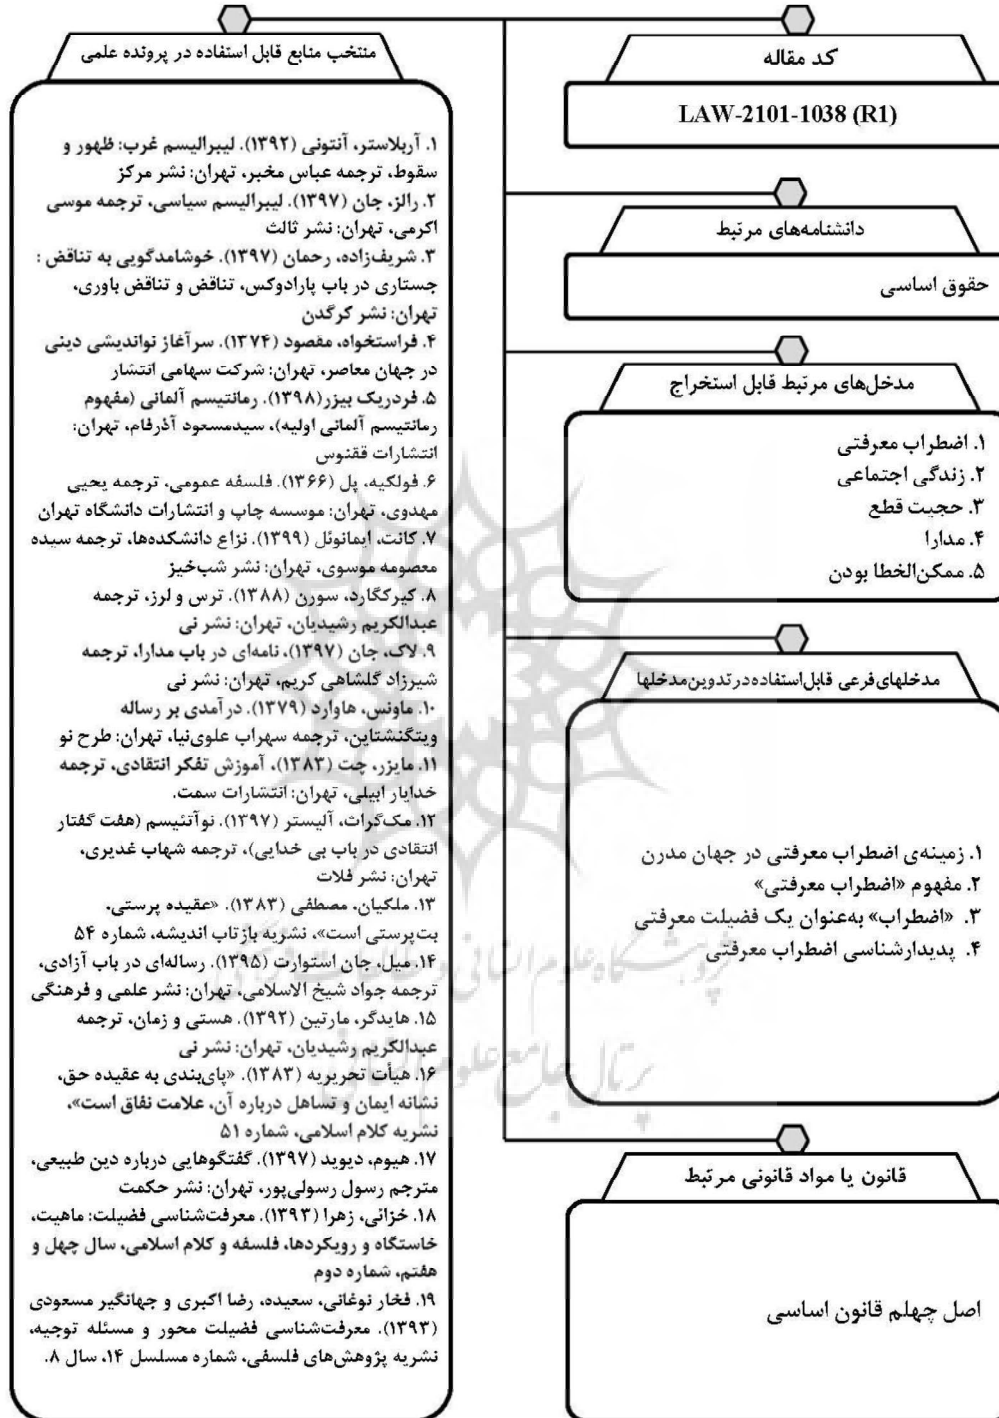 کد مقاله
LAW-2101-1038 (R1)
دانشنامه‌های مرتبط
حقوق اساسی
مدخل‌های مرتبط قابل استخراج
۱. اضطراب معرفتی
۲. زندگی اجتماعی
۳. حجیت قطع
۴. مدارا
۵. ممکن‌الخطا بودن
مدخلهای فرعی قابل‌استفاده در تدوین مدخلها
۱. زمینه‌ی اضطراب معرفتی در جهان مدرن
۲. مفهوم «اضطراب معرفتی»
۳. «اضطراب» به‌عنوان یک فضیلت معرفتی
۴. پدیدارشناسی اضطراب معرفتی
قانون یا مواد قانونی مرتبط
اصل چهلم قانون اساسی
منتخب منابع قابل استفاده در پرونده علمی
۱. آربلاستر، آنتونی (۱۳۹۲). لیبرالیسم غرب: ظهور و
سقوط، ترجمه عباس مخبر، تهران: نشر مرکز
۲. رالز، جان (۱۳۹۷). لیبرالیسم سیاسی، ترجمه موسی
اکرمی، تهران: نشر ثالث
۳. شریف‌زاده، رحمان (۱۳۹۷). خوشامدگویی به تناقض :
جستاری در باب پارادوکس، تناقض و تناقض باوری،
تهران: نشر کرگدن
۴. فراستخواه، مقصود (۱۳۷۴). سرآغاز نواندیشی دینی
در جهان معاصر، تهران: شرکت سهامی انتشار
۵. فردریک بیزر(۱۳۹۸). رمانتیسم آلمانی (مفهوم
رمانتیسم آلمانی اولیه)، سیدمسعود آذرفام، تهران:
انتشارات ققنوس
۶. فولکیه، پل (۱۳۶۶). فلسفه عمومی، ترجمه یحیی
مهدوی، تهران: موسسه چاپ و انتشارات دانشگاه تهران
۷. کانت، ایمانوئل (۱۳۹۹). نزاع دانشکده‌ها، ترجمه سیده
معصومه موسوی، تهران: نشر شب‌خیز
۸. کیرکگارد، سورن (۱۳۸۸). ترس و لرز، ترجمه
عبدالکریم رشیدیان، تهران: نشر نی
۹. لاک، جان (۱۳۹۷)، نامه‌ای در باب مدارا، ترجمه
شیرزاد گلشاهی کریم، تهران: نشر نی
۱۰. ماونس، هاوارد (۱۳۷۹). درآمدی بر رساله
ویتگنشتاین، ترجمه سهراب علوی‌نیا، تهران: طرح نو
۱۱. مایزر، چت (۱۳۸۳)، آموزش تفکر انتقادی، ترجمه
خدایار ابیلی، تهران: انتشارات سمت.
۱۲. مک‌گراث، آلیستر (۱۳۹۷). نوآتئیسم (هفت گفتار
انتقادی در باب بی خدایی)، ترجمه شهاب غدیری،
تهران: نشر فلات
۱۳. ملکیان، مصطفی (۱۳۸۳). «عقیده پرستی،
بت‌پرستی است»، نشریه بازتاب اندیشه، شماره ۵۴
۱۴. میل، جان استوارت (۱۳۹۵). رساله‌ای در باب آزادی،
ترجمه جواد شیخ الاسلامی، تهران: نشر علمی و فرهنگی
۱۵. هایدگر، مارتین (۱۳۹۲). هستی و زمان، ترجمه
عبدالکریم رشیدیان، تهران: نشر نی
۱۶. هیأت تحریریه (۱۳۸۳). «پای‌بندی به عقیده حق،
نشانه ایمان و تساهل درباره آن، علامت نفاق است»،
نشریه کلام اسلامی، شماره ۵۱
۱۷. هیوم، دیوید (۱۳۹۷). گفتگوهایی درباره دین طبیعی،
مترجم رسول رسولی‌پور، تهران: نشر حکمت
۱۸. خزائی، زهرا (۱۳۹۳). معرفت‌شناسی فضیلت: ماهیت،
خاستگاه و رویکردها، فلسفه و کلام اسلامی، سال چهل و
هفتم، شماره دوم
۱۹. فخار نوغانی، سعیده، رضا اکبری و جهانگیر مسعودی
(۱۳۹۳). معرفت‌شناسی فضیلت محور و مسئله توجیه،
نشریه پژوهش‌های فلسفی، شماره مسلسل ۱۴، سال ۸.
پژوهشگاه علوم انسانی و مطالعات فرهنگی
پرتال جامع علوم انسانی